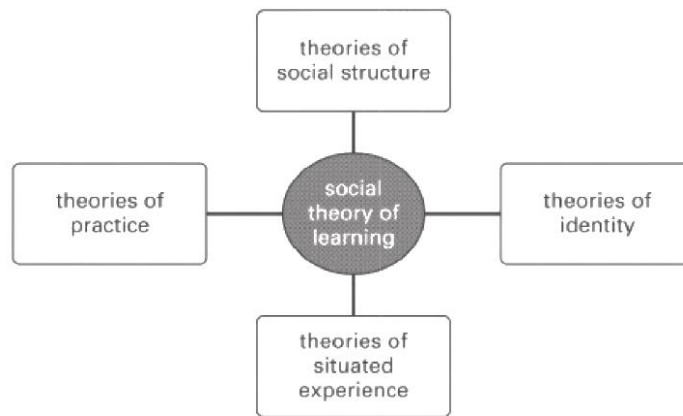 theories of
social structure
theories of
practice
social
theory of
learning
theories of
identity
theories of
situated
experience